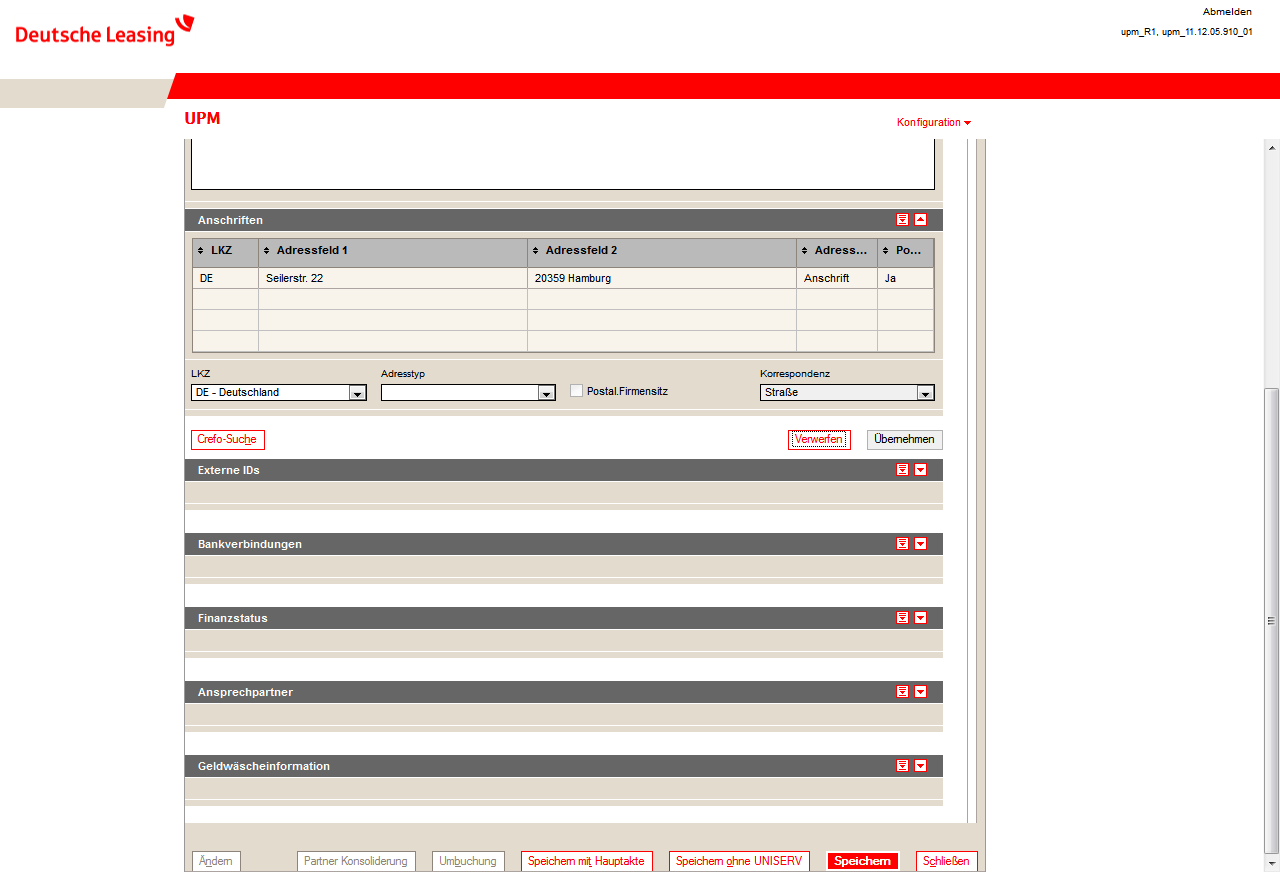 Abmelden
Deutsche Leasing
upm_R1, upm_11.12.05.910_01
UPM
Konfiguration
Anschriften
LKZ Adressfeld 1 Adressfeld 2 Adress... Po...
DE Seilerstr. 22 20359 Hamburg Anschrift Ja
LKZ Adresstyp Korrespondenz
DE - Deutschland Postal.Firmensitz Straße
Crefo-Suche Verwerfen Übernehmen
Externe IDs
Bankverbindungen
Finanzstatus
Ansprechpartner
Geldwäscheinformation
Ändern Partner Konsolidierung Umbuchung Speichern mit Hauptakte Speichern ohne UNISERV Speichern Schließen